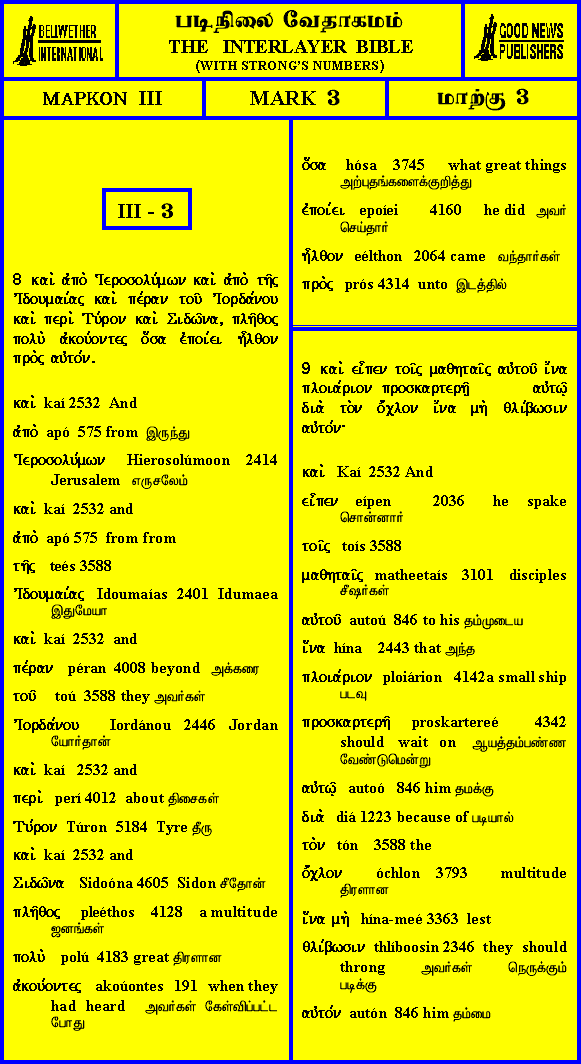 BELLWETHER
INTERNATIONAL
படிநிலை வேதாகமம்
THE INTERLAYER BIBLE
(WITH STRONG'S NUMBERS)
GOOD NEWS
PUBLISHERS
ΜΑΡΚΟΝ III
MARK 3
மாற்கு 3
III - 3
8 καὶ ἀπὸ Ἱεροσολύμων καὶ ἀπὸ τῆς
Ἰδουμαίας καὶ πέραν τοῦ Ἰορδάνου
καὶ περὶ Τύρον καὶ Σιδῶνα, πλῆθος
πολὺ ἀκούοντες ὅσα ἐποίει ἦλθον
πρὸς αὐτόν.
καὶ kaí 2532 And
ἀπὸ apó 575 from இருந்து
Ἱεροσολύμων Hierosolúmoon 2414
Jerusalem எருசலேம்
καὶ kaí 2532 and
ἀπὸ apó 575 from from
τῆς teés 3588
Ἰδουμαίας Idoumaías 2401 Idumaea
இதுமேயா
καὶ kaí 2532 and
πέραν péran 4008 beyond அக்கரை
τοῦ toú 3588 they அவர்கள்
Ἰορδάνου Iordánou 2446 Jordan
யோர்தான்
καὶ kaí 2532 and
περὶ perí 4012 about திசைகள்
Τύρον Túron 5184 Tyre தீரு
καὶ kaí 2532 and
Σιδῶνα Sidoóna 4605 Sidon சீதோன்
πλῆθος pleéthos 4128 a multitude
ஜனங்கள்
πολὺ polú 4183 great திரளான
ἀκούοντες akoúontes 191 when they
had heard அவர்கள் கேள்விப்பட்ட
போது
ὅσα hósa 3745 what great things
அற்புதங்களைக்குறித்து
ἐποίει epoíei 4160 he did அவர்
செய்தார்
ἦλθον eélthon 2064 came வந்தார்கள்
πρὸς prós 4314 unto இடத்தில்
9 καὶ εἶπεν τοῖς μαθηταῖς αὐτοῦ ἵνα
πλοιάριον προσκαρτερῇ αὐτῷ
διὰ τὸν ὄχλον ἵνα μὴ θλίβωσιν
αὐτόν·
καὶ Kaí 2532 And
εἶπεν eípen 2036 he spake
சொன்னார்
τοῖς toís 3588
μαθηταῖς matheetaís 3101 disciples
சீஷர்கள்
αὐτοῦ autoú 846 to his தம்முடைய
ἵνα hína 2443 that அந்த
πλοιάριον ploiárion 4142a small ship
படவு
προσκαρτερῇ proskartereé 4342
should wait on ஆயத்தம்பண்ண
வேண்டுமென்று
αὐτῷ autoó 846 him தமக்கு
διὰ diá 1223 because of படியால்
τὸν tón 3588 the
ὄχλον óchlon 3793 multitude
திரளான
ἵνα μὴ hína-meé 3363 lest
θλίβωσιν thlíboosin 2346 they should
throng அவர்கள் நெருக்கும்
படிக்கு
αὐτόν autón 846 him தம்மை